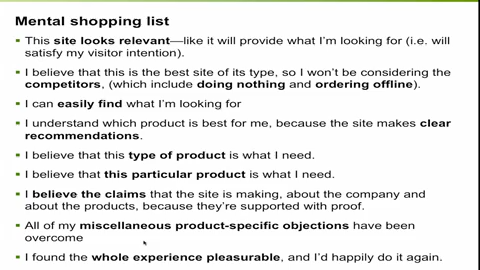 Mental shopping list
▪ This site looks relevant—like it will provide what I'm looking for (i.e. will
satisfy my visitor intention).
▪ I believe that this is the best site of its type, so I won't be considering the
competitors, (which include doing nothing and ordering offline).
▪ I can easily find what I'm looking for
▪ I understand which product is best for me, because the site makes clear
recommendations.
▪ I believe that this type of product is what I need.
▪ I believe that this particular product is what I need.
▪ I believe the claims that the site is making, about the company and
about the products, because they're supported with proof.
▪ All of my miscellaneous product-specific objections have been
overcome
▪ I found the whole experience pleasurable, and I'd happily do it again.